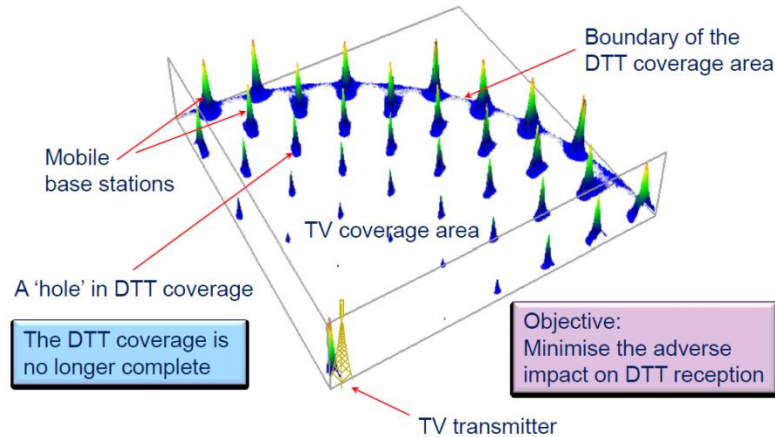 Boundary of the
DTT coverage area
Mobile
base stations
TV coverage area
A ‘hole’ in DTT coverage
The DTT coverage is
no longer complete
Objective:
Minimise the adverse
impact on DTT reception
TV transmitter